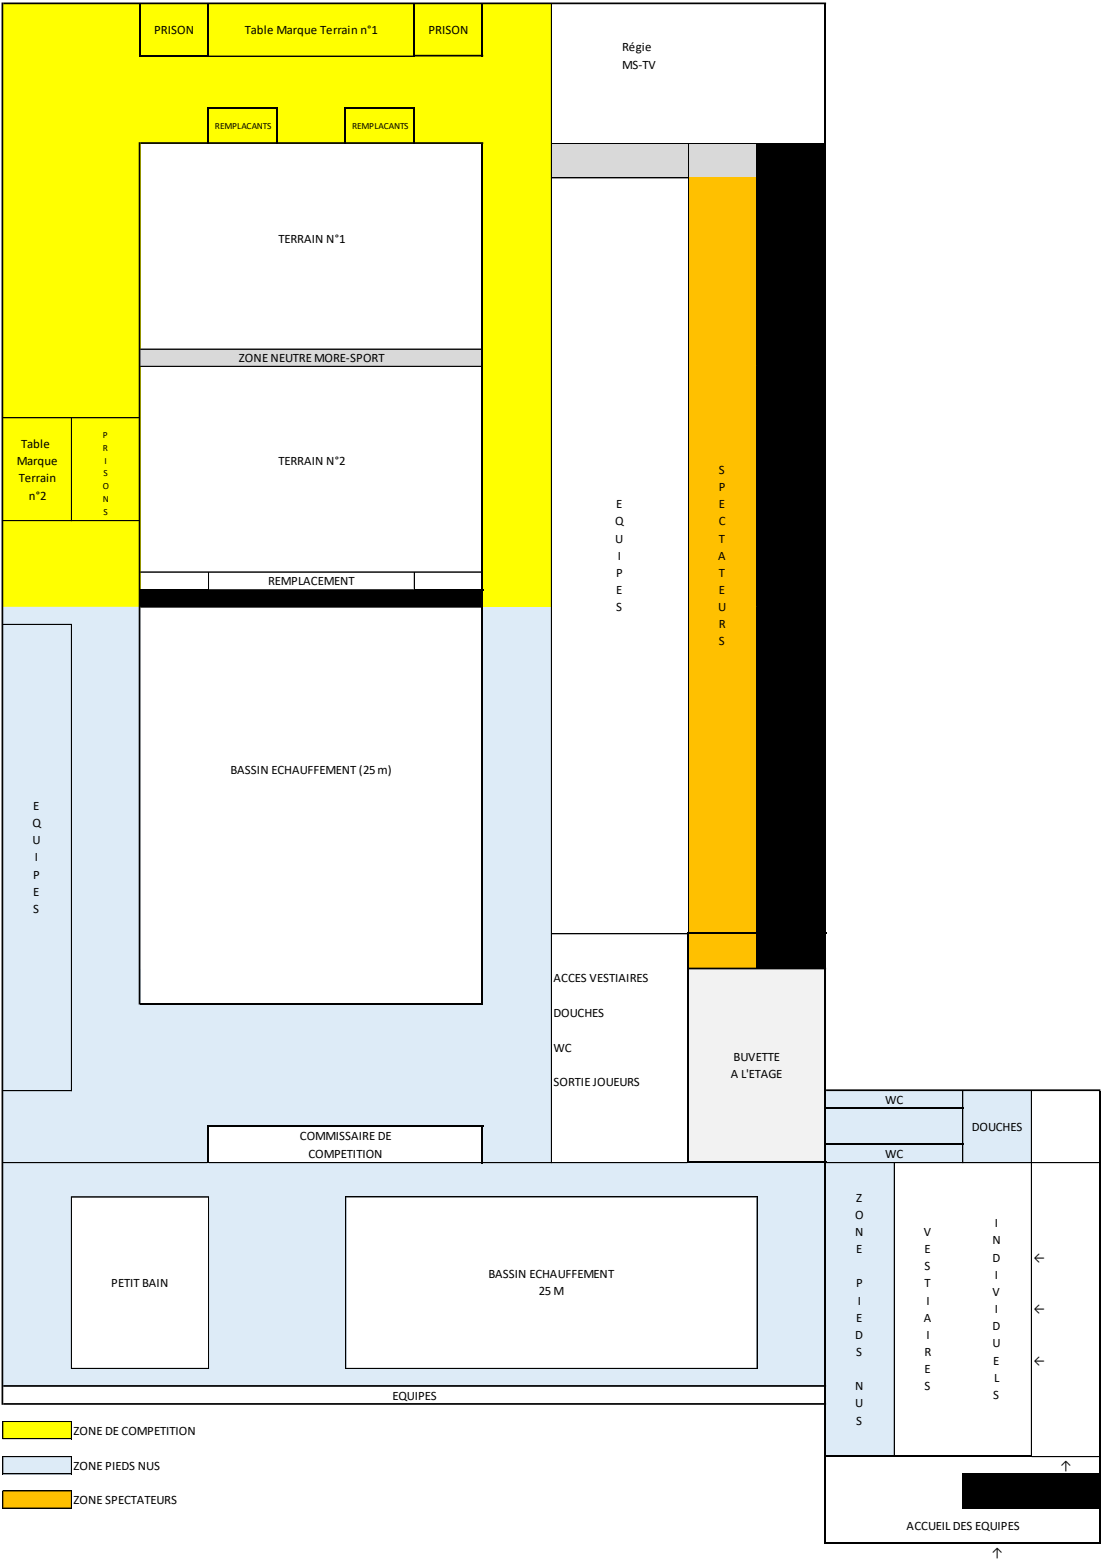 PRISON
Table Marque Terrain n°1
PRISON
Régie
MS-TV
REMPLACANTS
REMPLACANTS
TERRAIN N°1
ZONE NEUTRE MORE-SPORT
Table
Marque
Terrain
n°2
PRISONS
TERRAIN N°2
EQUIPES
SPECTATEURS
REMPLACEMENT
BASSIN ECHAUFFEMENT (25 m)
EQUIPES
ACCES VESTIAIRES
DOUCHES
WC
SORTIE JOUEURS
BUVETTE
A L'ETAGE
WC
DOUCHES
WC
COMMISSAIRE DE
COMPETITION
ZONE PIEDS NUS
VESTIAIRES
INDIVIDUELS
←
←
←
PETIT BAIN
BASSIN ECHAUFFEMENT
25 M
EQUIPES
ZONE DE COMPETITION
ZONE PIEDS NUS
ZONE SPECTATEURS
↑
ACCUEIL DES EQUIPES
↑